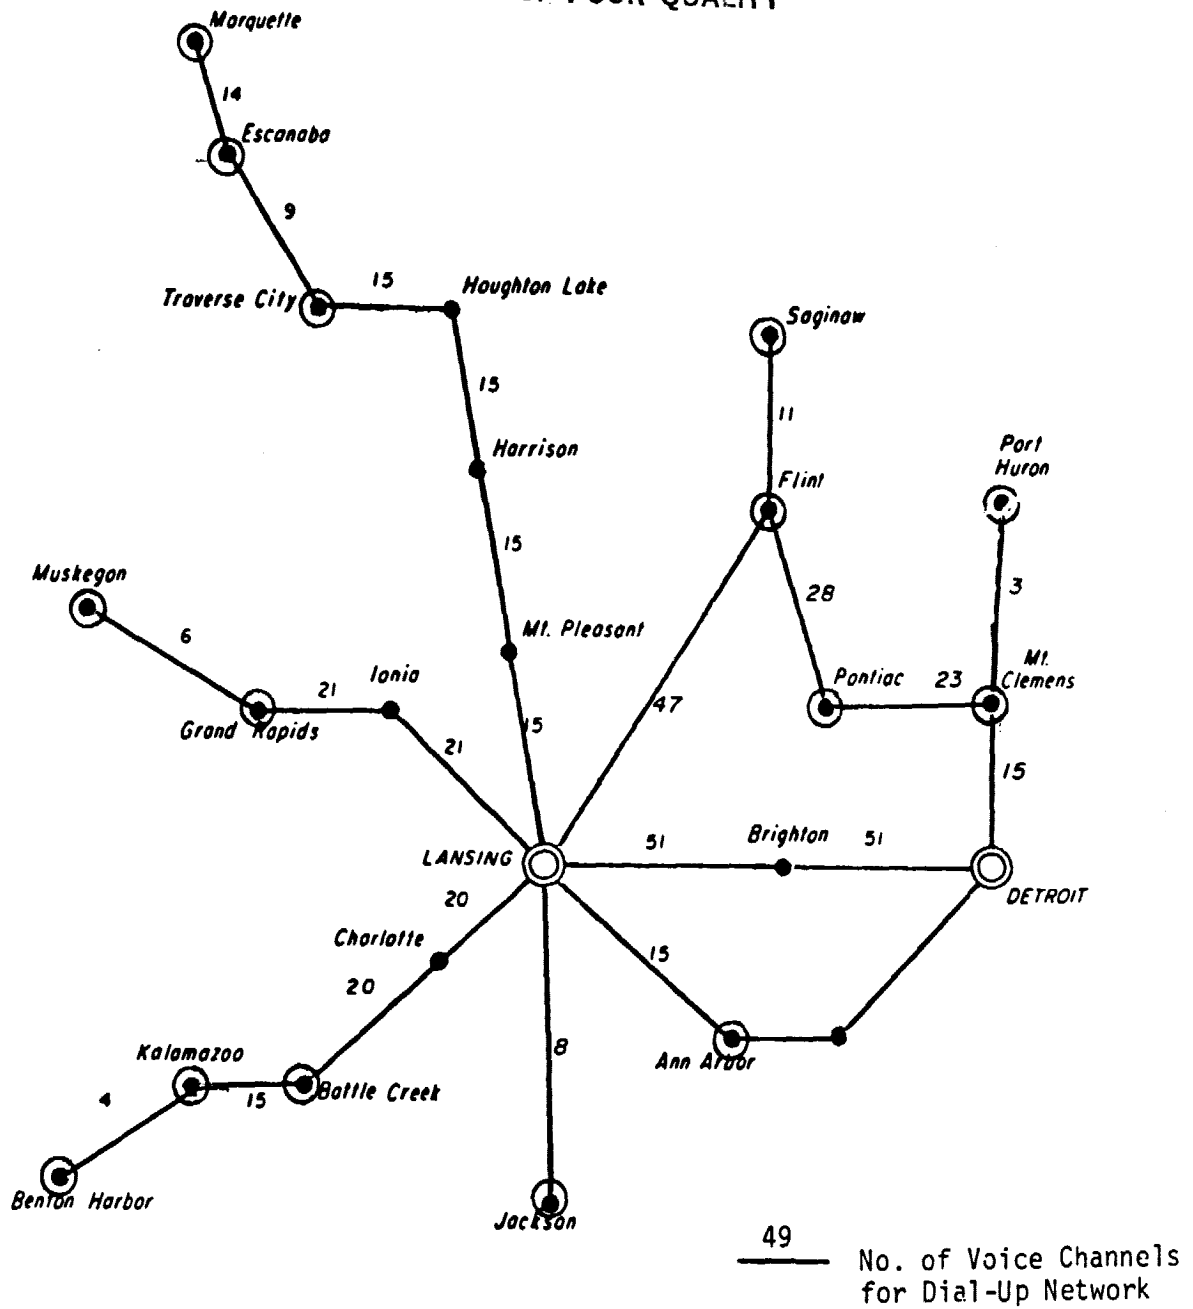 POOR QUALITY
Marquette
14
Escanaba
9
15
Houghton Lake
Traverse City
Saginaw
15
11
Port
Huron
Harrison
Flint
15
Muskegon
28
3
6
Mt. Pleasant
Mt.
Clemens
Ionia
Pontiac
23
21
47
Grand Rapids
15
21
15
Brighton
51
51
LANSING
DETROIT
20
Charlotte
15
20
Kalamazoo
8
Ann Arbor
4
15
Battle Creek
Benton Harbor
Jackson
49
No. of Voice Channels
for Dial-Up Network